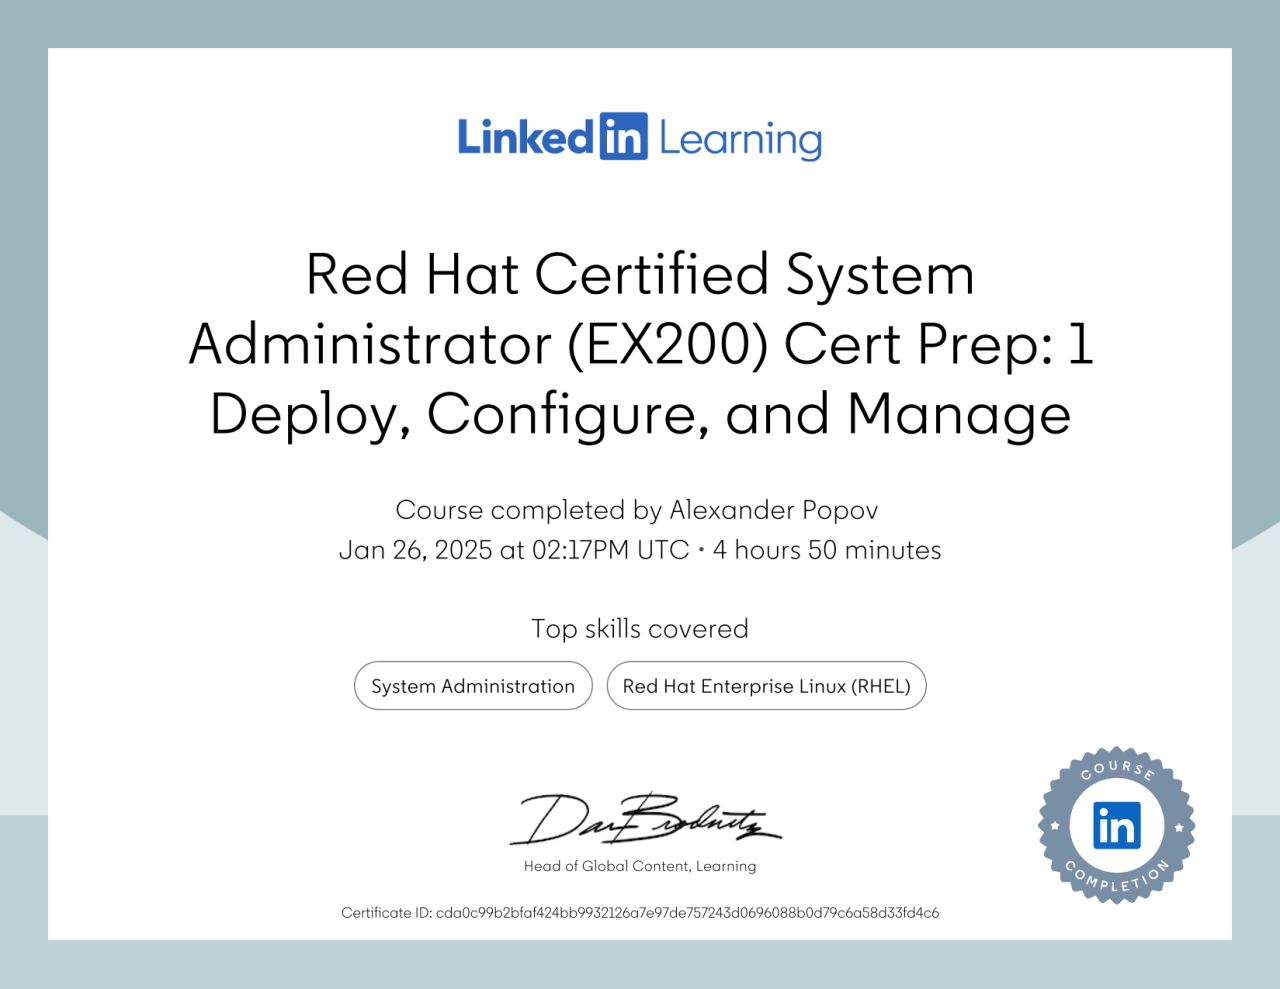 Linked in Learning
Red Hat Certified System
Administrator (EX200) Cert Prep: 1
Deploy, Configure, and Manage
Course completed by Alexander Popov
Jan 26, 2025 at 02:17PM UTC • 4 hours 50 minutes
Top skills covered
System Administration
Red Hat Enterprise Linux (RHEL)
Dan Brodnitz
Head of Global Content, Learning
COURSE
in
COMPLETION
Certificate ID: cda0c99b2bfaf424bb9932126a7e97de757243d0696088b0d79c6a58d33fd4c6